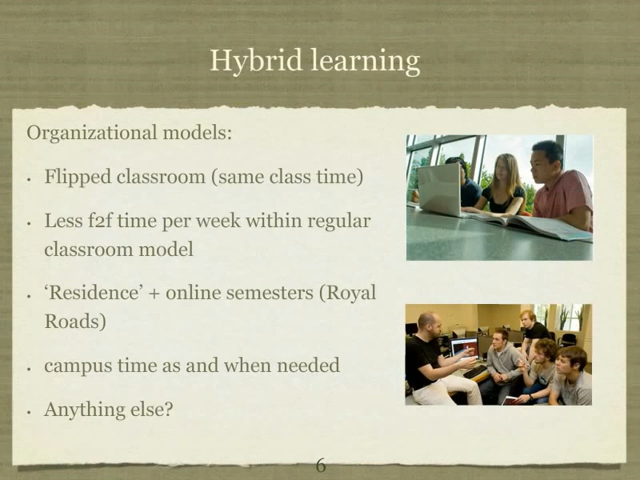 Hybrid learning
Organizational models:
• Flipped classroom (same class time)
• Less f2f time per week within regular
classroom model
• ‘Residence’ + online semesters (Royal
Roads)
• campus time as and when needed
• Anything else?
6